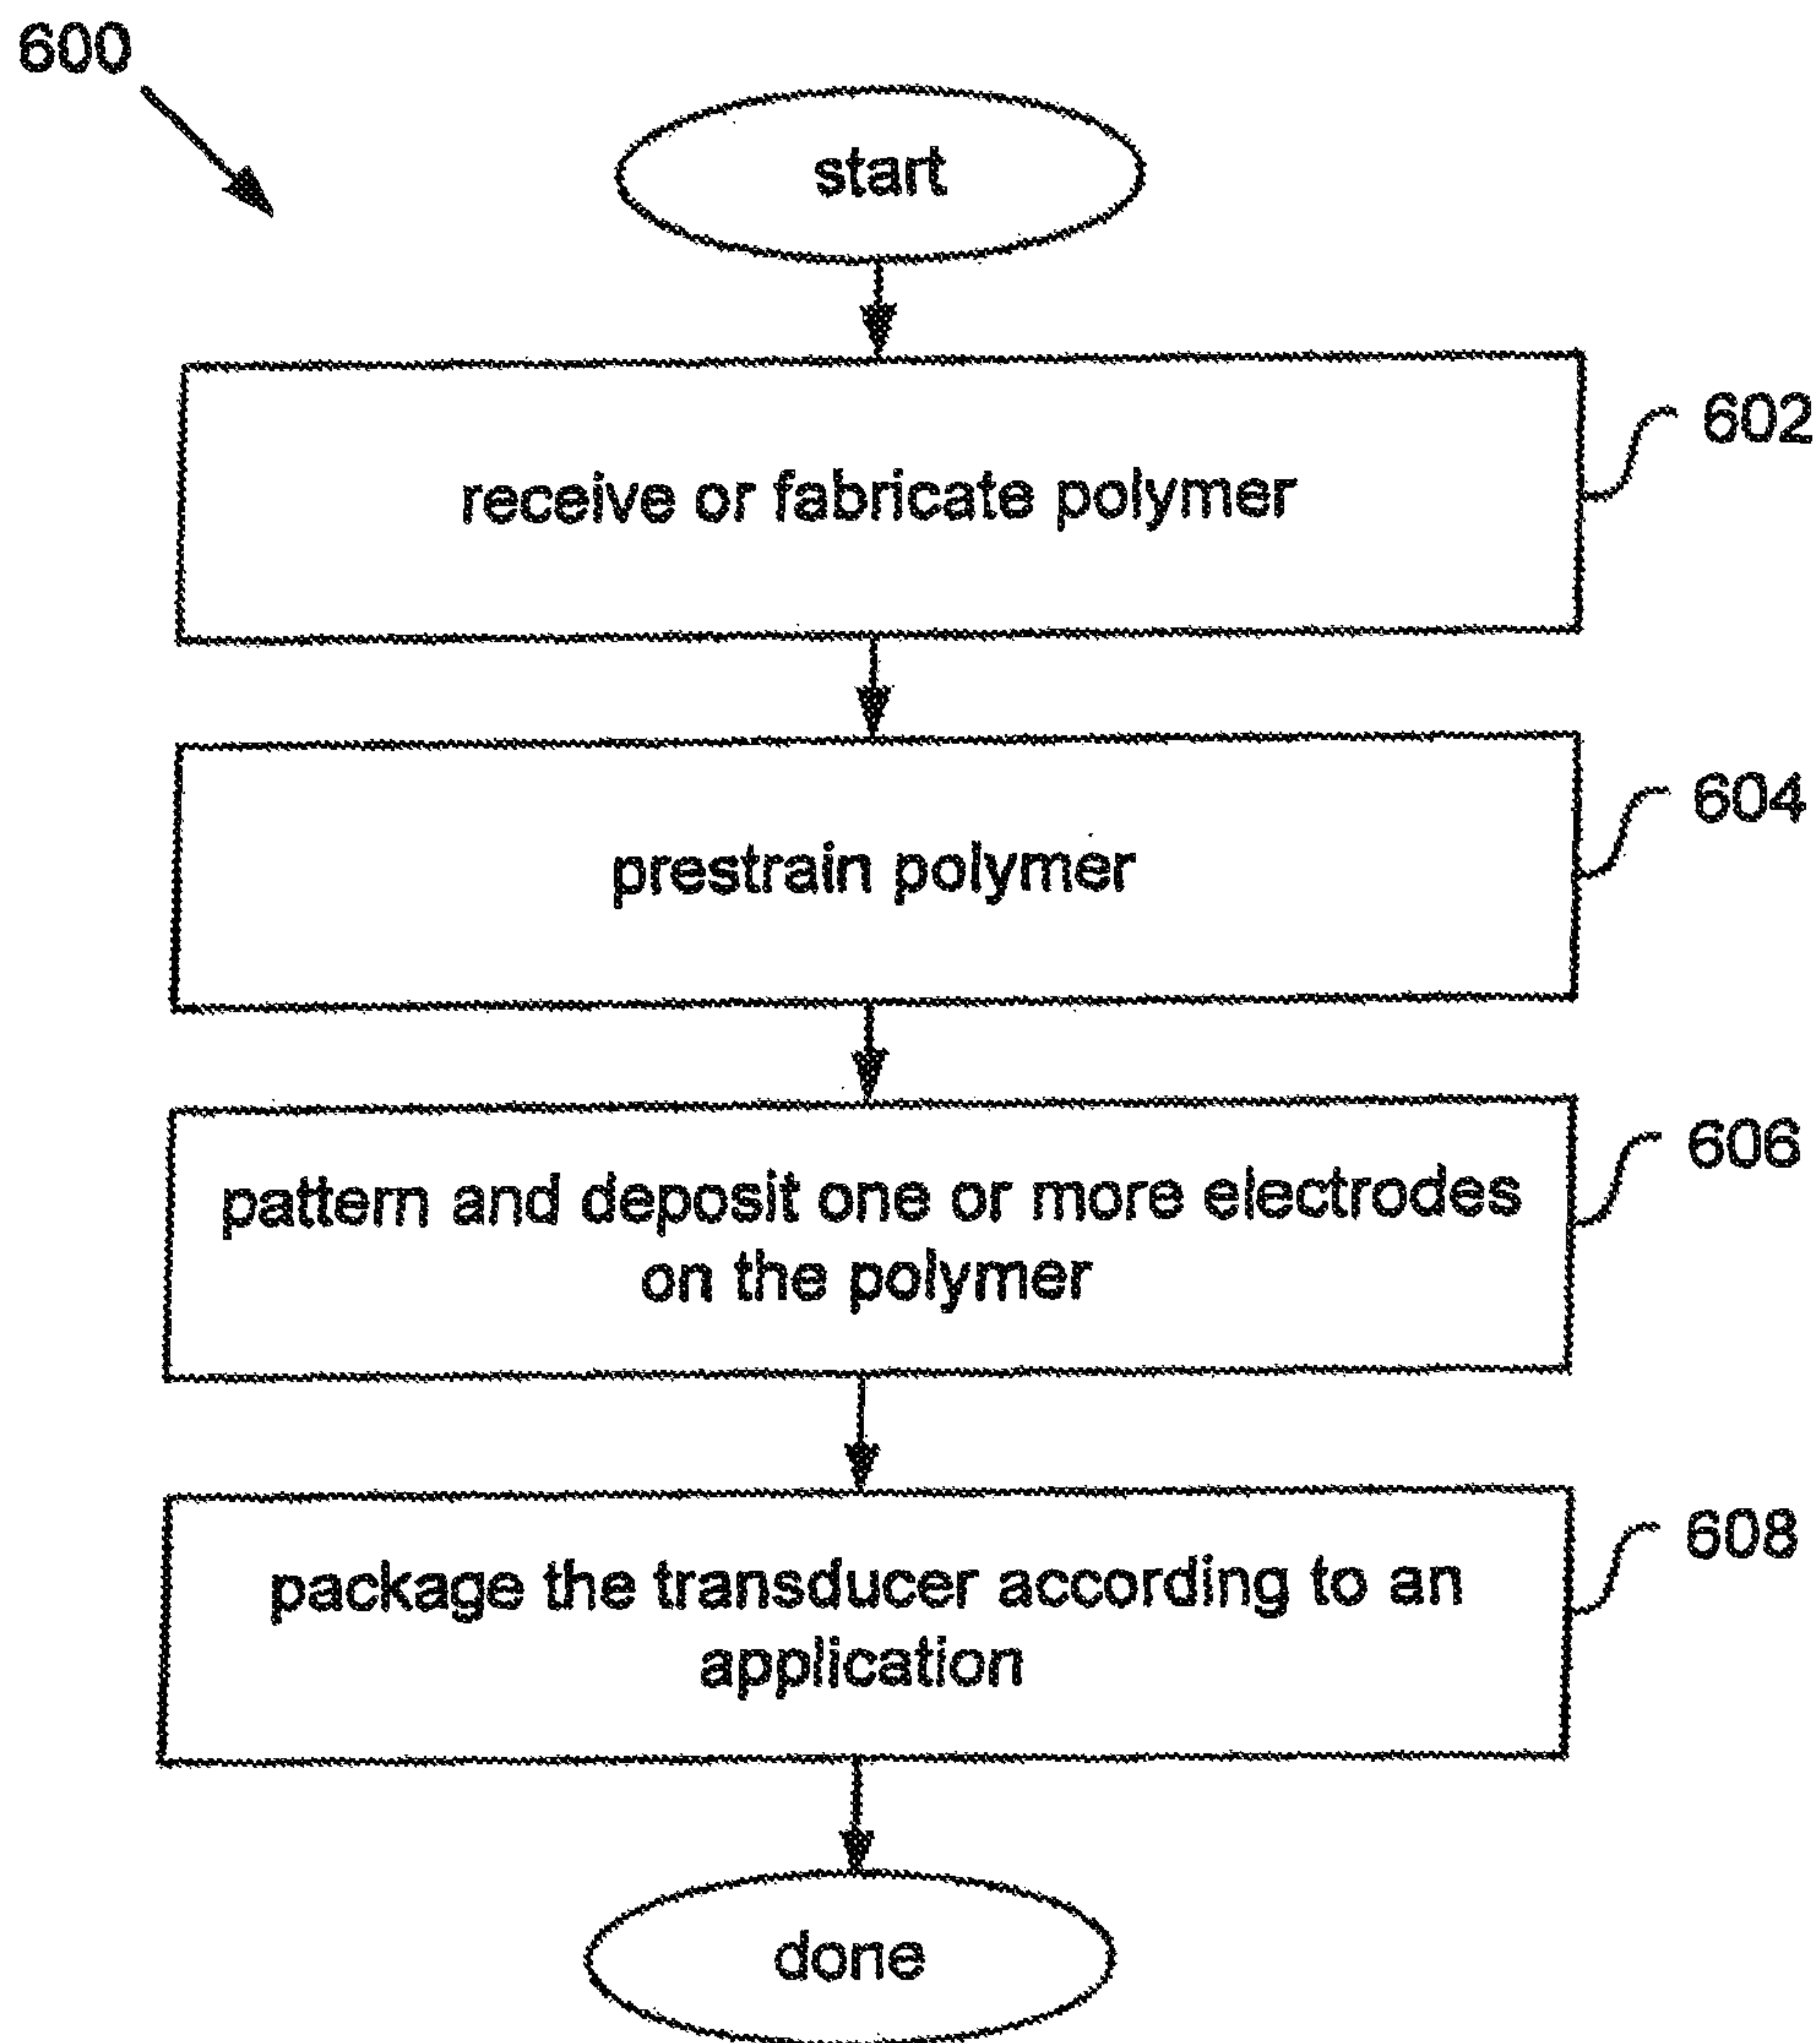 600
start
receive or fabricate polymer
602
prestrain polymer
604
pattern and deposit one or more electrodes
on the polymer
606
package the transducer according to an
application
608
done